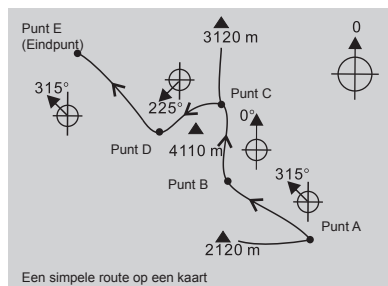 Punt E
(Eindpunt)
3120 m
0
315°
225°
Punt C
0°
Punt D
4110 m
315°
Punt B
Punt A
2120 m
Een simpele route op een kaart